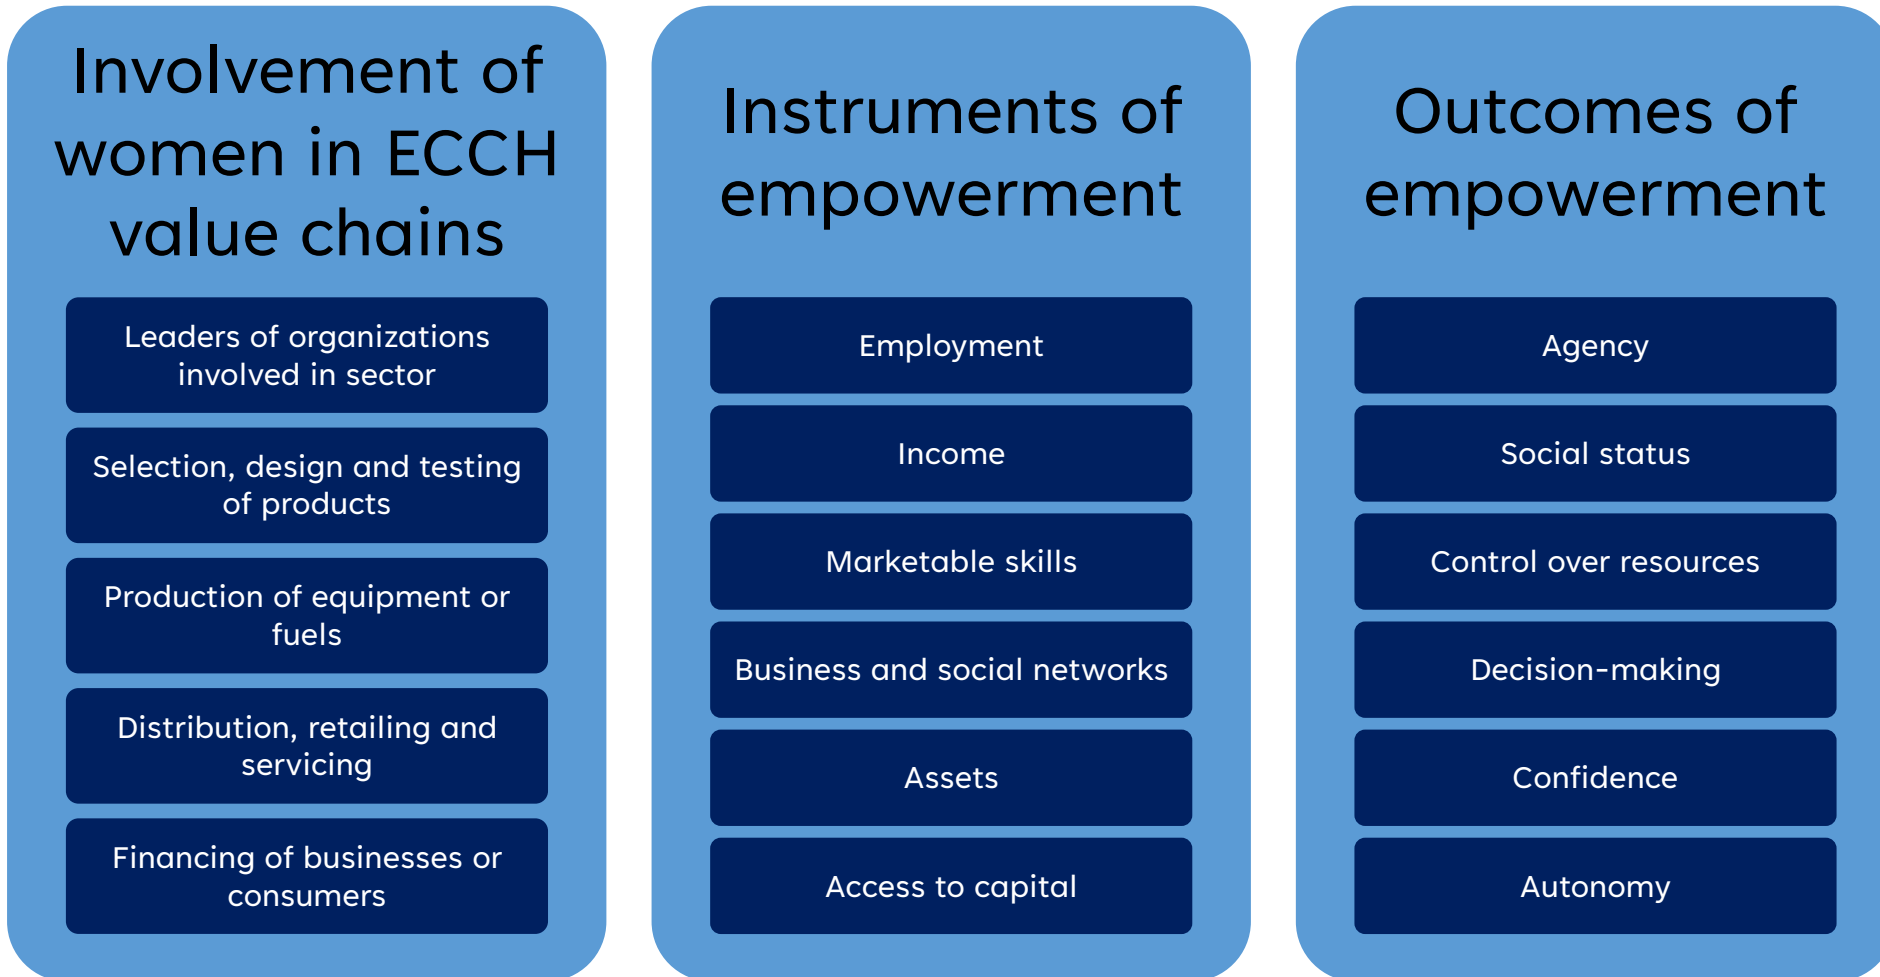 Involvement of
women in ECCH
value chains
Leaders of organizations
involved in sector
Selection, design and testing
of products
Production of equipment or
fuels
Distribution, retailing and
servicing
Financing of businesses or
consumers
Instruments of
empowerment
Employment
Income
Marketable skills
Business and social networks
Assets
Access to capital
Outcomes of
empowerment
Agency
Social status
Control over resources
Decision-making
Confidence
Autonomy